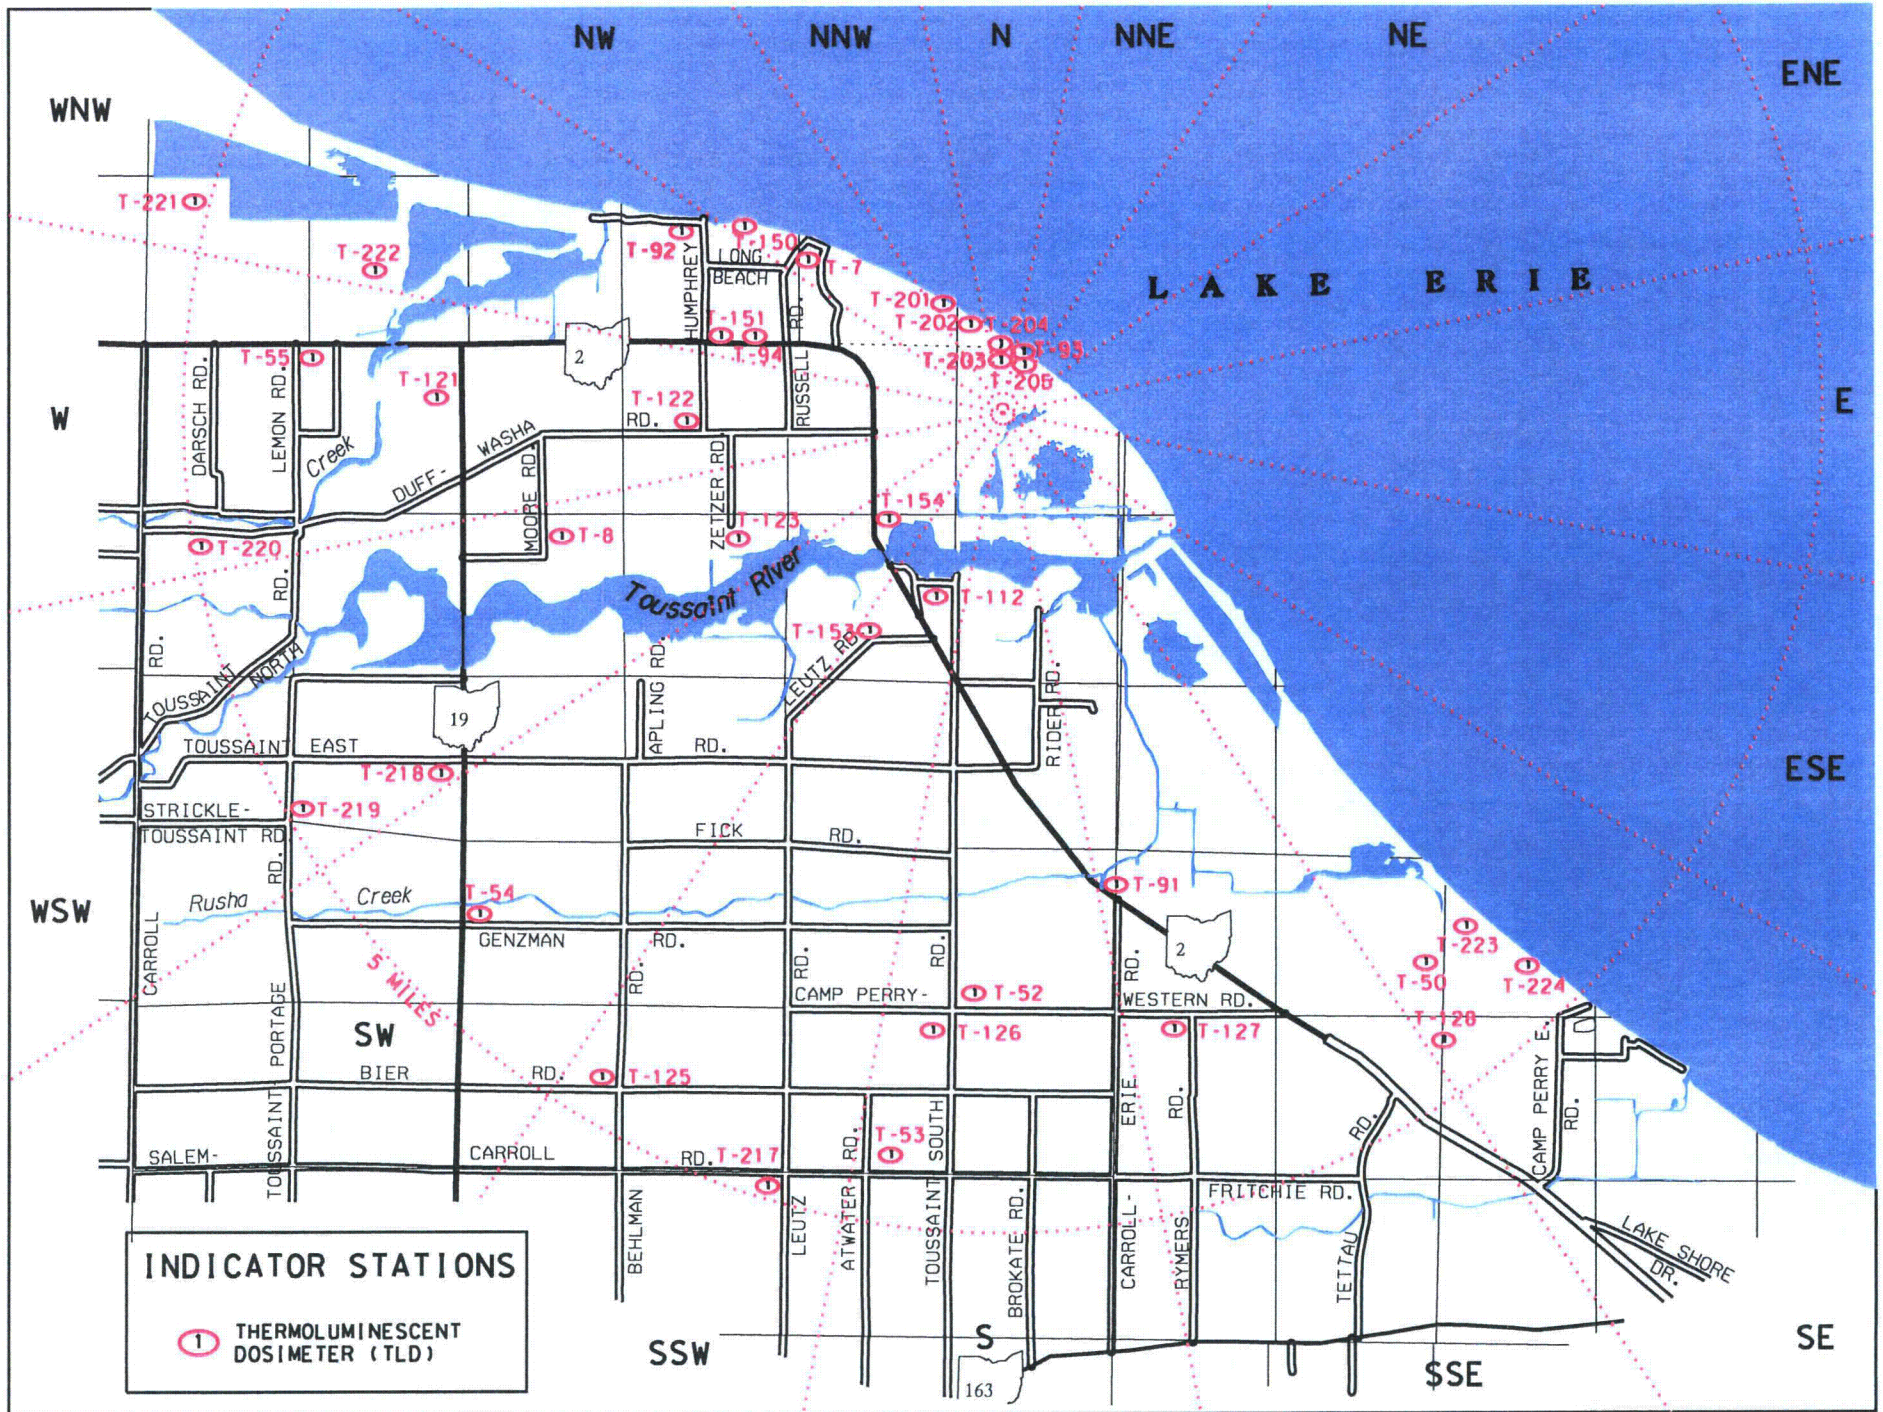 NW
NNW
N
NNE
NE
ENE
WNW
T-221
T-222
T-92
T-150
HUMPHREY
LONG
BEACH
T-7
RD.
LAKE ERIE
T-201
T-202
T-204
T-151
T-94
T-203
T-93
2
T-55
T-121
T-122
RD.
RUSSELL
W
E
DARSCH RD.
LEMON RD.
Creek
DUFF-
WASHA
MOORE RD.
ZETZER RD.
T-154
T-220
T-8
T-123
RD.
Toussaint River
T-112
T-153
LEUTZ RD.
RD.
TOUSSAINT
NORTH
19
APLING RD.
RIDER RD.
TOUSSAINT
EAST
RD.
T-218
ESE
STRICKLE-
TOUSSAINT RD.
T-219
FICK
RD.
RD.
WSW
Rusha
Creek
T-54
T-91
CARROLL
GENZMAN
RD.
RD.
RD.
RD.
RD.
2
T-223
T-50
T-224
5 MILES
CAMP PERRY-
T-52
WESTERN RD.
SW
T-126
T-127
T-128
BIER
RD.
T-125
TOUSSAINT PORTAGE
ERIE
RD.
RD.
CAMP PERRY E.
RD.
SALEM-
CARROLL
RD.
T-217
RD.
T-53
SOUTH
FRITCHIE RD.
BEHLMAN
LEUTZ
ATWATER
TOUSSAINT
BROKATE RD.
CARROLL-
RYMERS
TETTAU
LAKE SHORE
DR.
INDICATOR STATIONS
1 THERMOLUMINESCENT
DOSIMETER (TLD)
SSW
S
163
SSE
SE